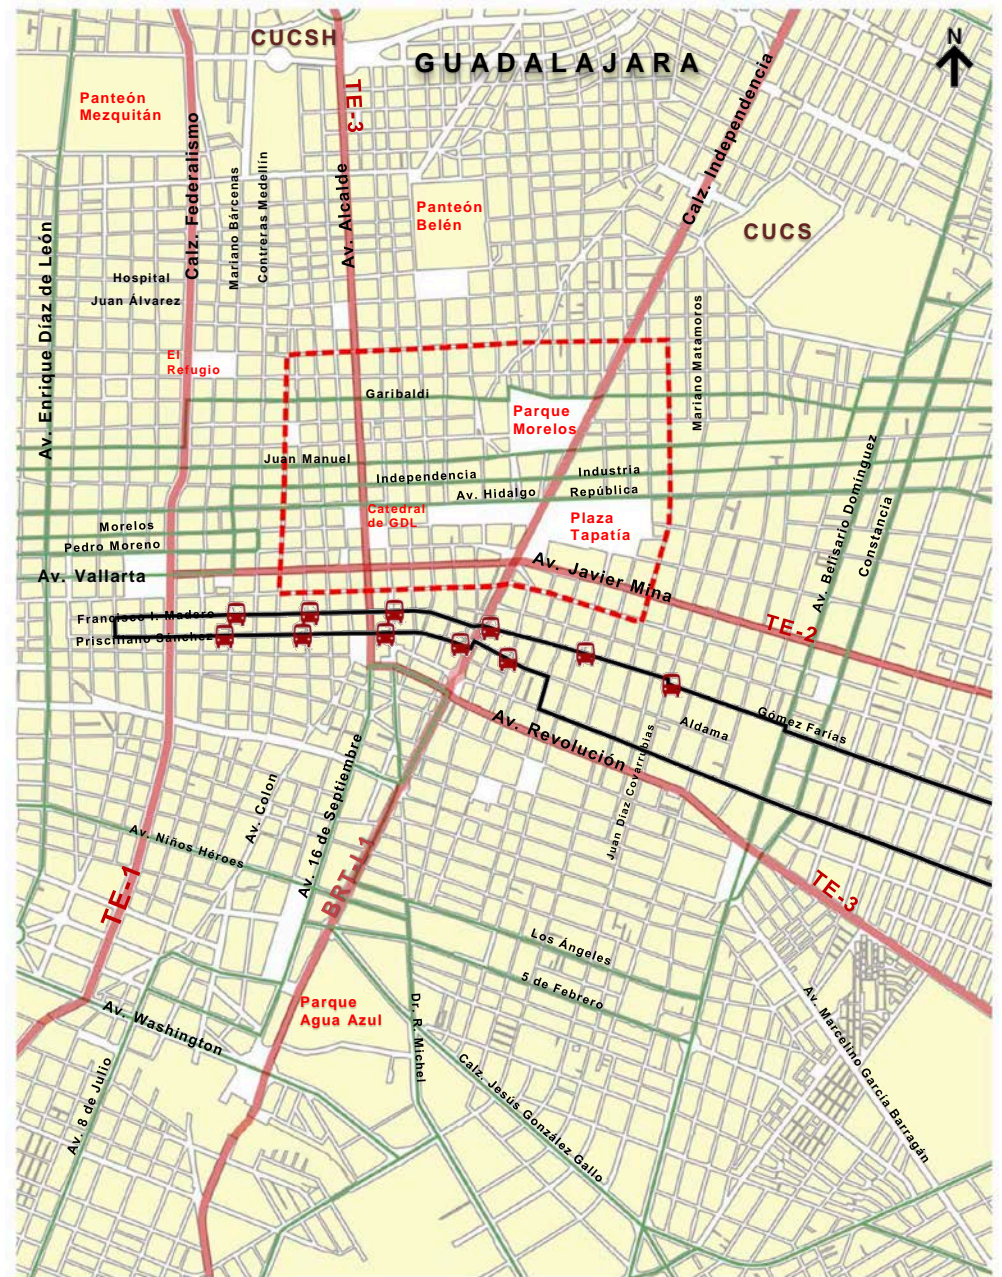 CUCSH
GUADALAJARA
N
Panteón
Mezquitán
TE-3
Calz. Independencia
Calz. Federalismo
Mariano Bárcenas
Contreras Medellín
Av. Alcalde
Panteón
Belén
CUCS
Av. Enrique Díaz de León
Hospital
Juan Álvarez
El
Refugio
Mariano Matamoros
Garibaldi
Parque
Morelos
Juan Manuel
Independencia
Industria
Av. Hidalgo
República
Catedral
de GDL
Plaza
Tapatía
Morelos
Pedro Moreno
Av. Vallarta
Av. Javier Mina
Av. Belisario Domínguez
Constancia
Francisco I. Madero
Prisciliano Sánchez
TE-2
Gómez Farías
Aldama
Av. Revolución
Juan Díaz Covarrubias
Av. Colon
Av. 16 de Septiembre
Av. Niños Héroes
BRT-L1
TE-1
TE-3
Los Ángeles
5 de Febrero
Parque
Agua Azul
Av. Washington
Dr. R. Michel
Av. Marcelino García Barragán
Calz. Jesús González Gallo
Av. 8 de Julio